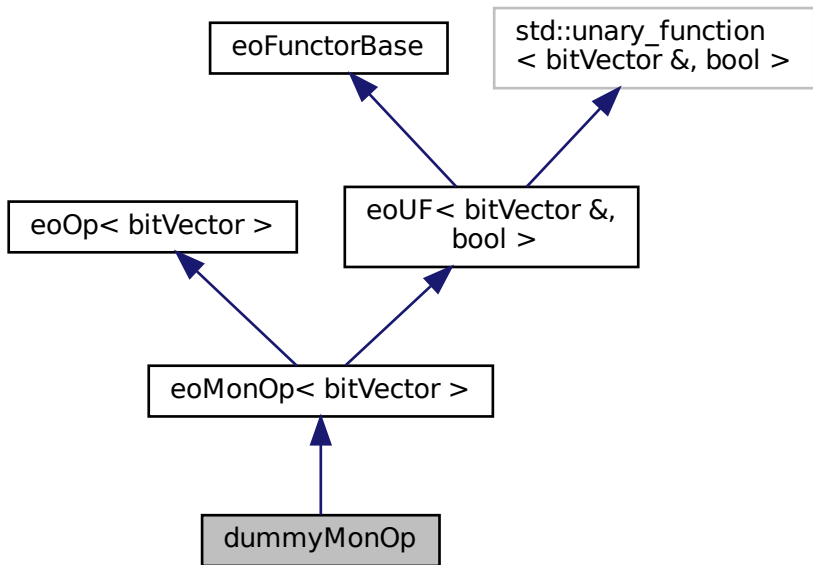 eoFunctorBase
std::unary_function
< bitVector &, bool >
eoOp< bitVector >
eoUF< bitVector &,
bool >
eoMonOp< bitVector >
dummyMonOp